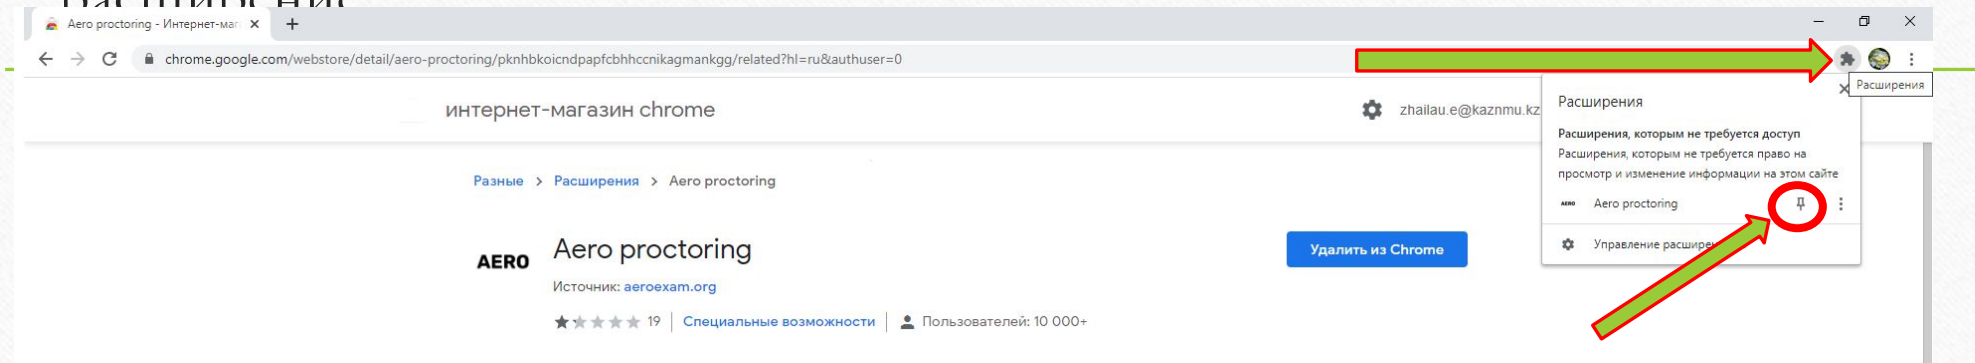 расширение
Aero proctoring - Интернет-маг
chrome.google.com/webstore/detail/aero-proctoring/pknhbkoicndpapfcbhhccnikagmankgg/related?hl=ru&authuser=0
Расширения
интернет-магазин chrome
zhailau.e@kaznmu.kz
Расширения
Расширения, которым не требуется доступ
Расширения, которым не требуется право на
просмотр и изменение информации на этом сайте
AERO Aero proctoring
Управление
Разные > Расширения > Aero proctoring
AERO
Aero proctoring
Удалить из Chrome
Источник: aeroexam.org
19 | Специальные возможности | Пользователей: 10 000+